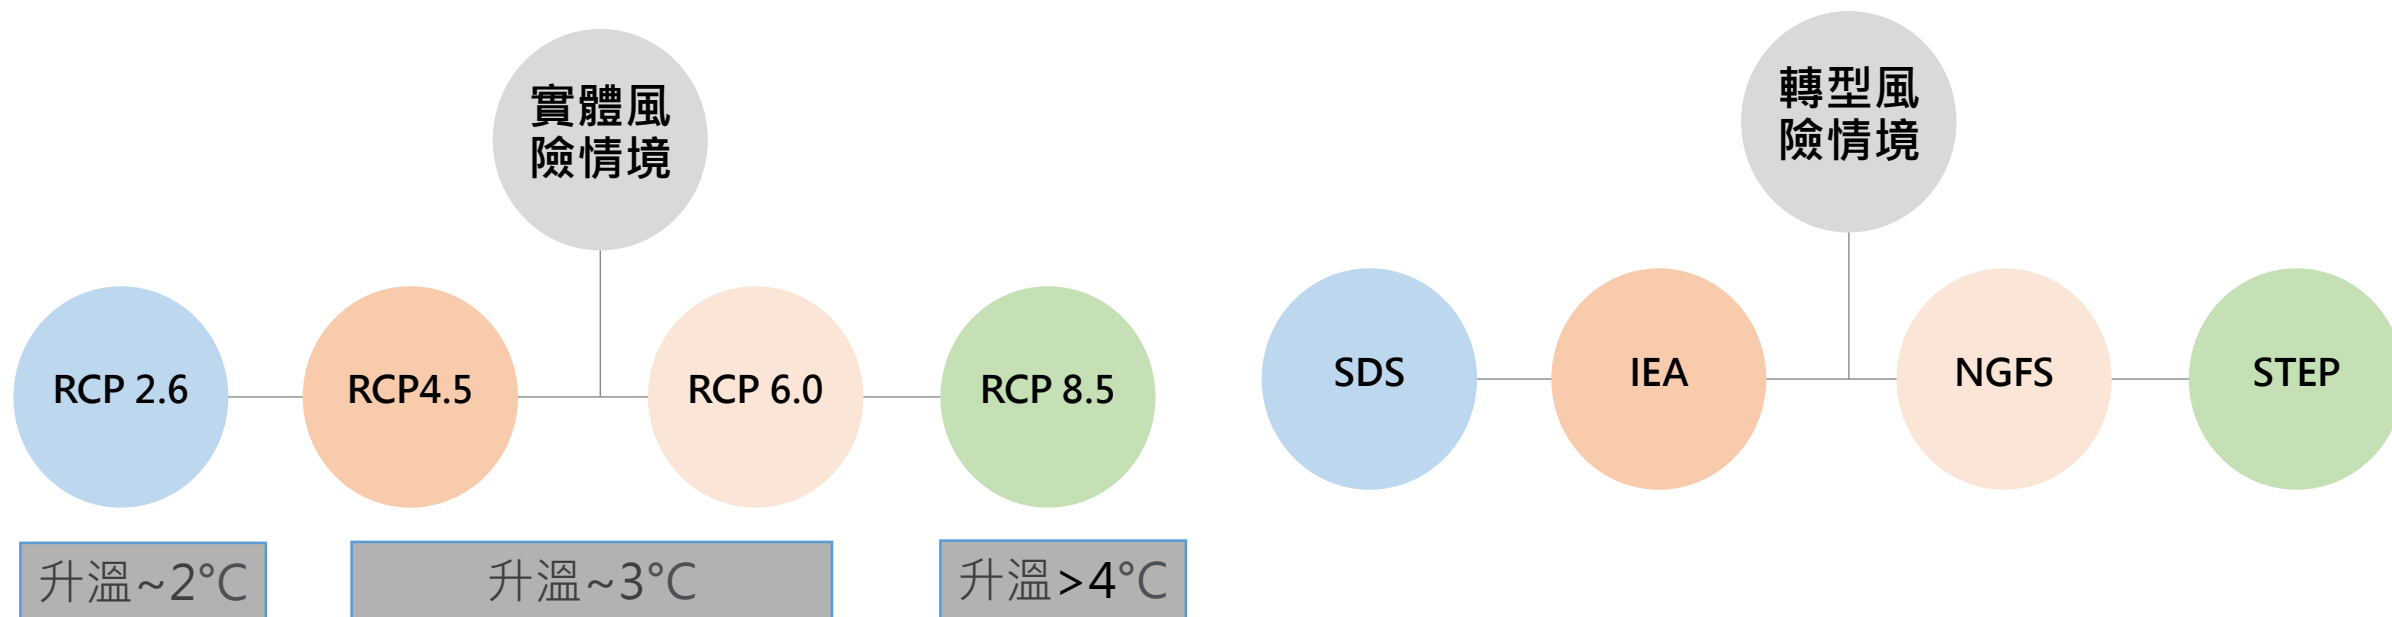 實體風
險情境
RCP 2.6
RCP4.5
RCP 6.0
RCP 8.5
升溫~2°C
升溫~3°C
升溫>4°C
轉型風
險情境
SDS
IEA
NGFS
STEP